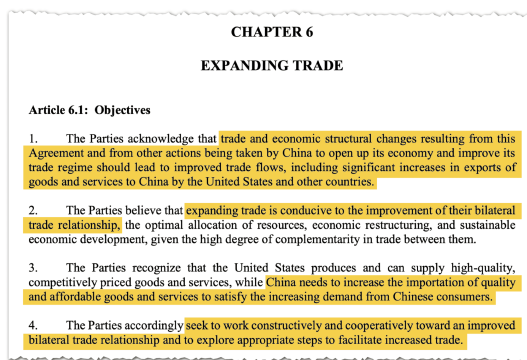 CHAPTER 6
EXPANDING TRADE
Article 6.1: Objectives
1. The Parties acknowledge that trade and economic structural changes resulting from this
Agreement and from other actions being taken by China to open up its economy and improve its
trade regime should lead to improved trade flows, including significant increases in exports of
goods and services to China by the United States and other countries.
2. The Parties believe that expanding trade is conducive to the improvement of their bilateral
trade relationship, the optimal allocation of resources, economic restructuring, and sustainable
economic development, given the high degree of complementarity in trade between them.
3. The Parties recognize that the United States produces and can supply high-quality,
competitively priced goods and services, while China needs to increase the importation of quality
and affordable goods and services to satisfy the increasing demand from Chinese consumers.
4. The Parties accordingly seek to work constructively and cooperatively toward an improved
bilateral trade relationship and to explore appropriate steps to facilitate increased trade.